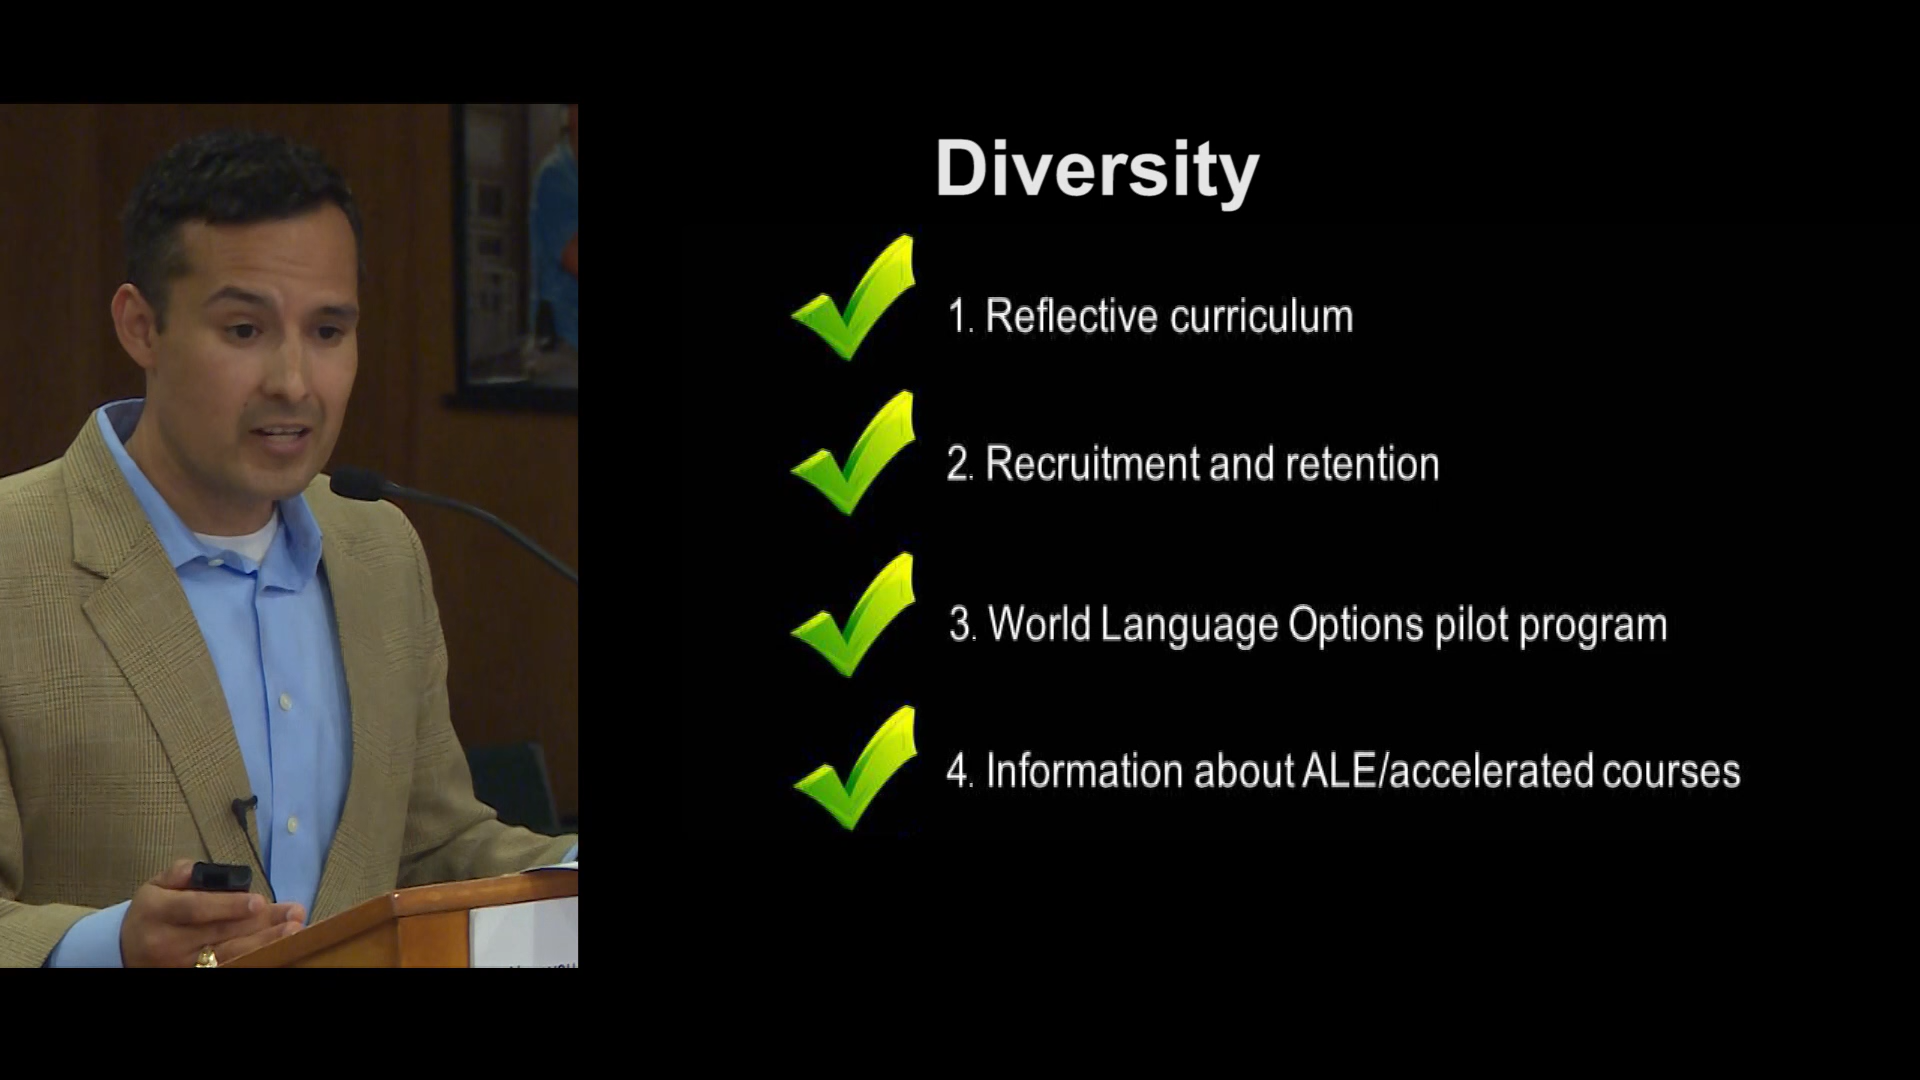 Diversity
1. Reflective curriculum
2. Recruitment and retention
3. World Language Options pilot program
4. Information about ALE/accelerated courses